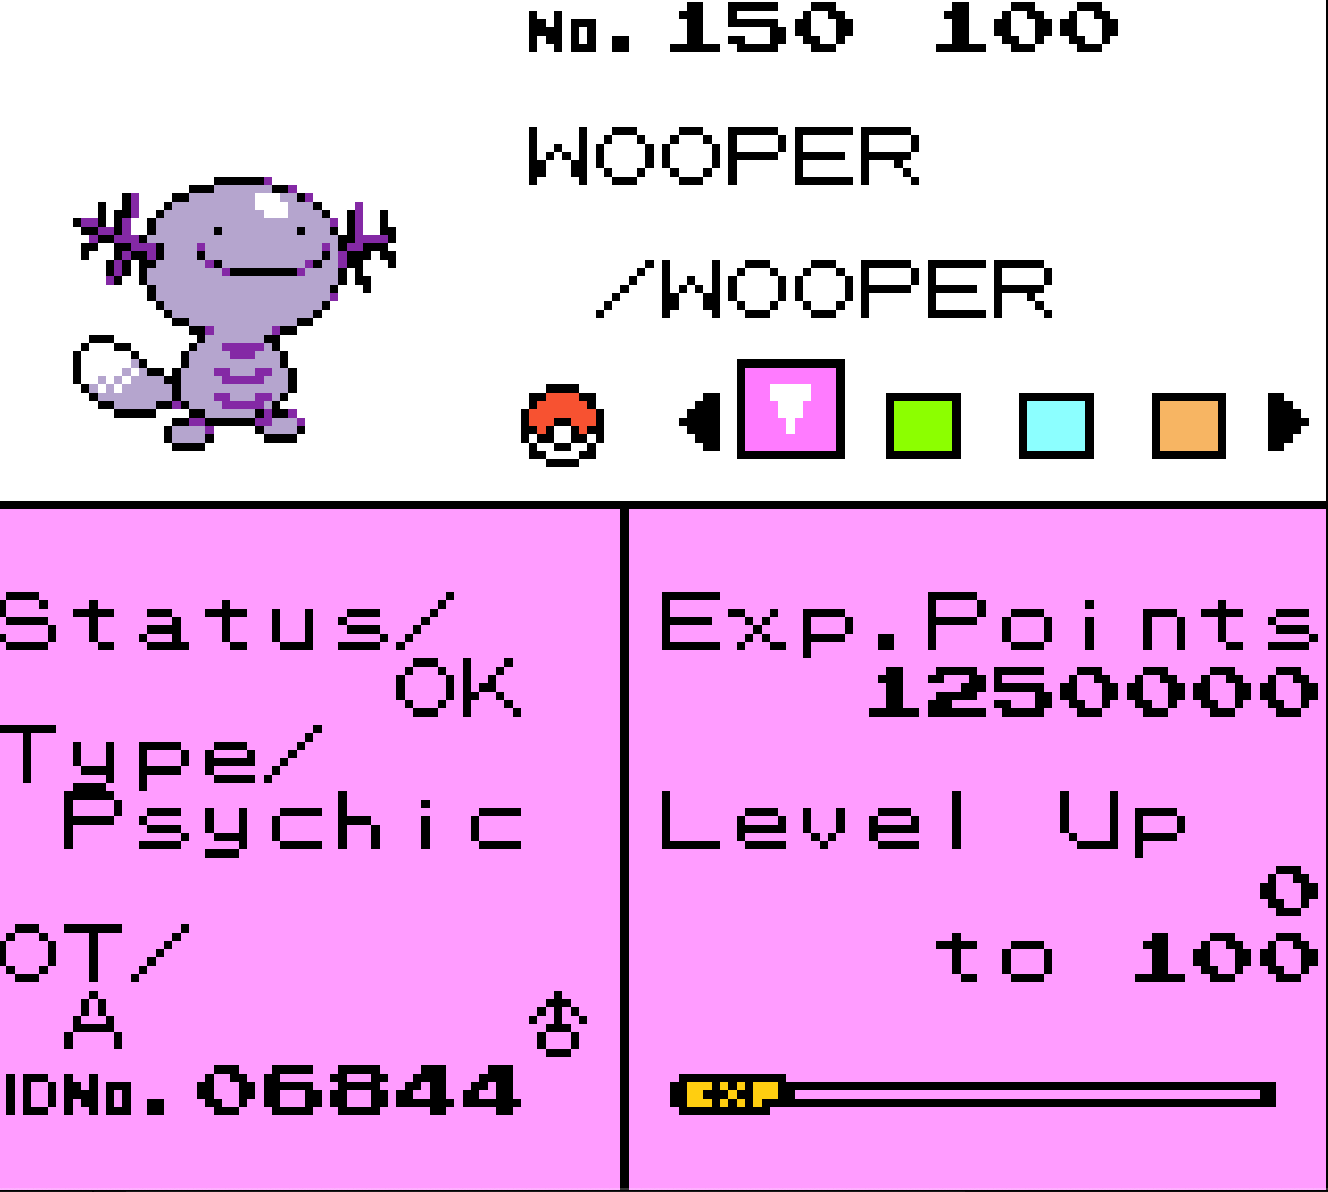 No. 150 100
WOOPER
/WOOPER
Status/
OK
Type/
Psychic
OT/
A ♂
IDNo. 06844
Exp.Points
1250000
Level Up
0
to 100
EXP